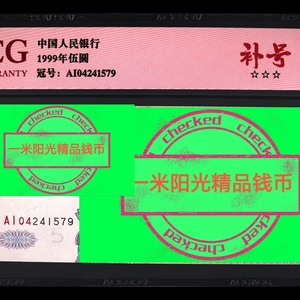 EG
中国人民银行
1999年伍圆
RRANTY
冠号：AI04241579
补号
☆☆☆
checked
一米阳光精品钱币
checked
checked
一米阳光精品钱币
checked
AI04241579